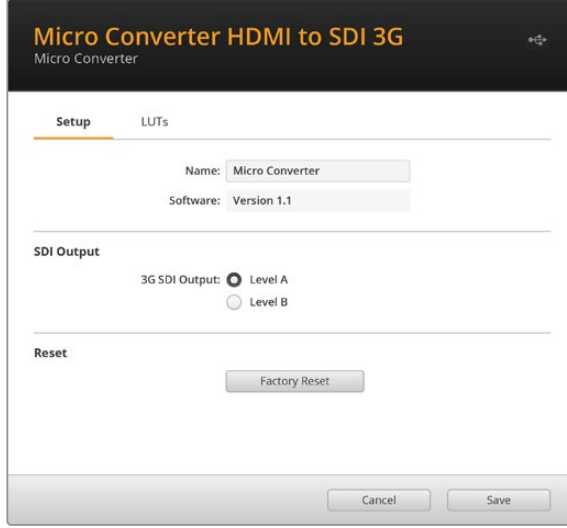 Micro Converter HDMI to SDI 3G
Micro Converter
Setup LUTs
Name: Micro Converter
Software: Version 1.1
SDI Output
3G SDI Output: Level A
Level B
Reset
Factory Reset
Cancel Save